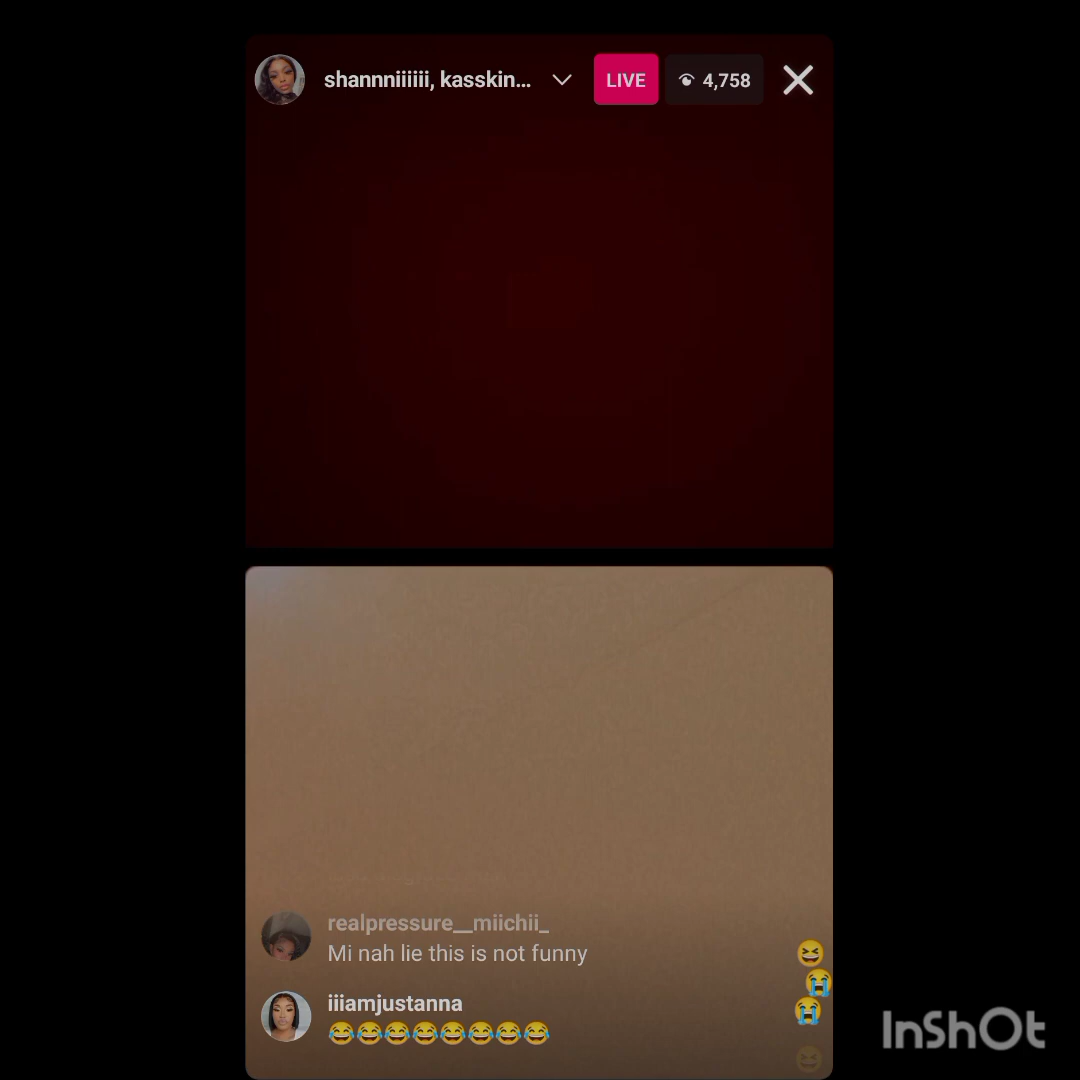 shannniiiiii, kasskin...
LIVE
4,758
realpressure__miichii_
Mi nah lie this is not funny
iiiamjustanna
😂😂😂😂😂😂😂😂
InShOt